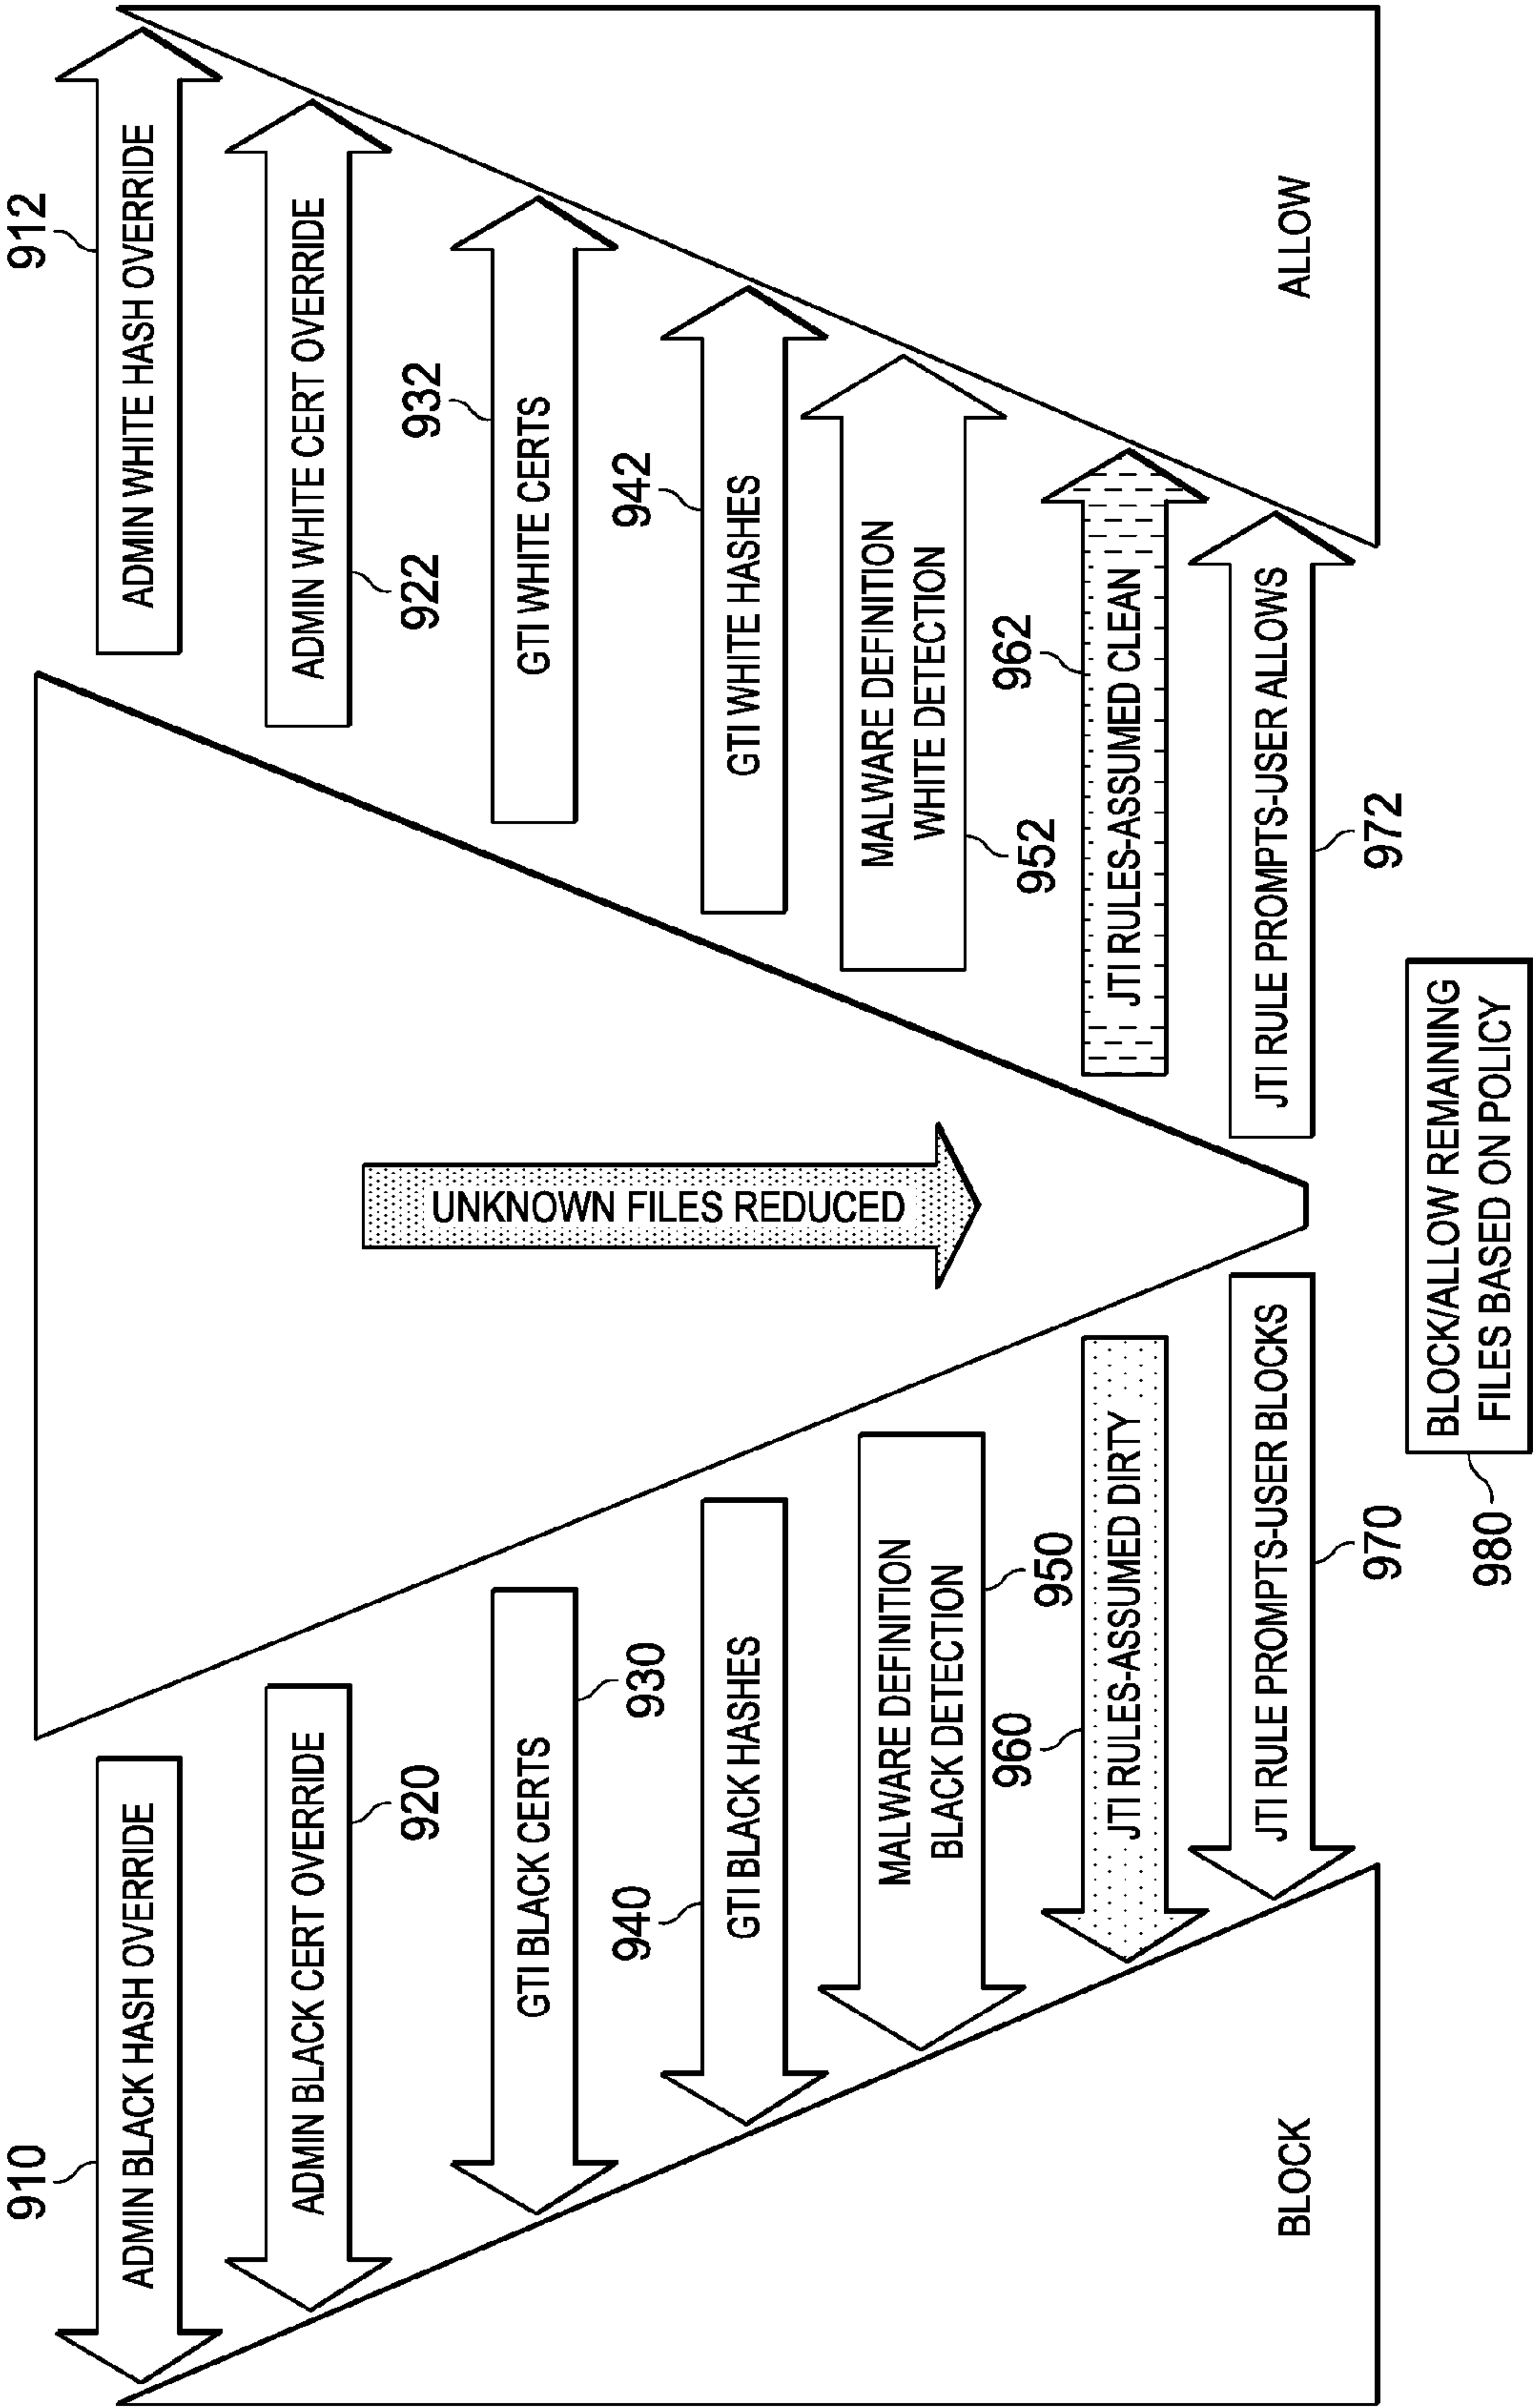 910
ADMIN BLACK HASH OVERRIDE
912
ADMIN WHITE HASH OVERRIDE
ADMIN BLACK CERT OVERRIDE
920
ADMIN WHITE CERT OVERRIDE
922
GTI BLACK CERTS
930
932
GTI WHITE CERTS
940
GTI BLACK HASHES
942
GTI WHITE HASHES
MALWARE DEFINITION
BLACK DETECTION
950
MALWARE DEFINITION
WHITE DETECTION
952
UNKNOWN FILES REDUCED
960
JTI RULES-ASSUMED DIRTY
962
JTI RULES-ASSUMED CLEAN
JTI RULE PROMPTS-USER BLOCKS
970
JTI RULE PROMPTS-USER ALLOWS
972
BLOCK
ALLOW
980
BLOCK/ALLOW REMAINING
FILES BASED ON POLICY